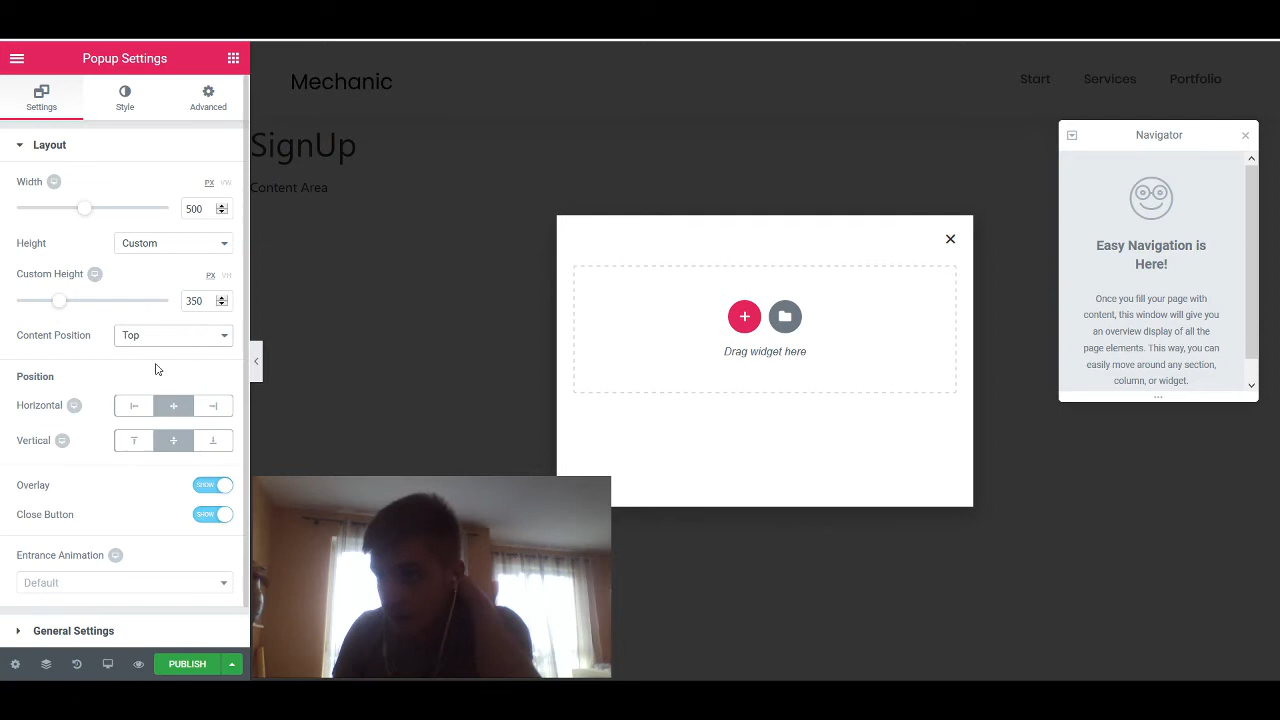 Popup Settings
Settings
Style
Advanced
Layout
Width
PX VW
500
Height
Custom
Custom Height
PX VH
350
Content Position
Top
Position
Horizontal
Vertical
Overlay
SHOW
Close Button
SHOW
Entrance Animation
Default
General Settings
PUBLISH
Mechanic
Start
Services
Portfolio
SignUp
Content Area
Drag widget here
Navigator
Easy Navigation is
Here!
Once you fill your page with
content, this window will give you
an overview display of all the
page elements. This way, you can
easily move around any section,
column, or widget.